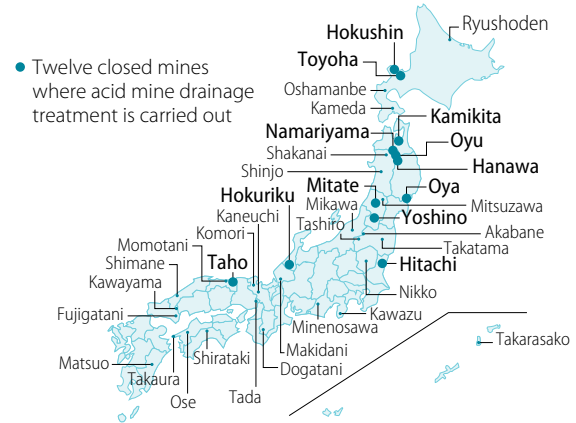 Ryushoden
Hokushin
Toyoha
Twelve closed mines
where acid mine drainage
treatment is carried out
Oshamanbe
Kameda
Kamikita
Namariyama
Oyu
Shakanai
Hanawa
Shinjo
Mitate
Oya
Hokuriku
Mikawa
Mitsuzawa
Kaneuchi
Tashiro
Yoshino
Komori
Akabane
Momotani
Takatama
Shimane
Taho
Hitachi
Kawayama
Nikko
Fujigatani
Minenosawa
Kawazu
Takarasako
Matsuo
Shirataki
Makidani
Takaura
Dogatani
Ose
Tada